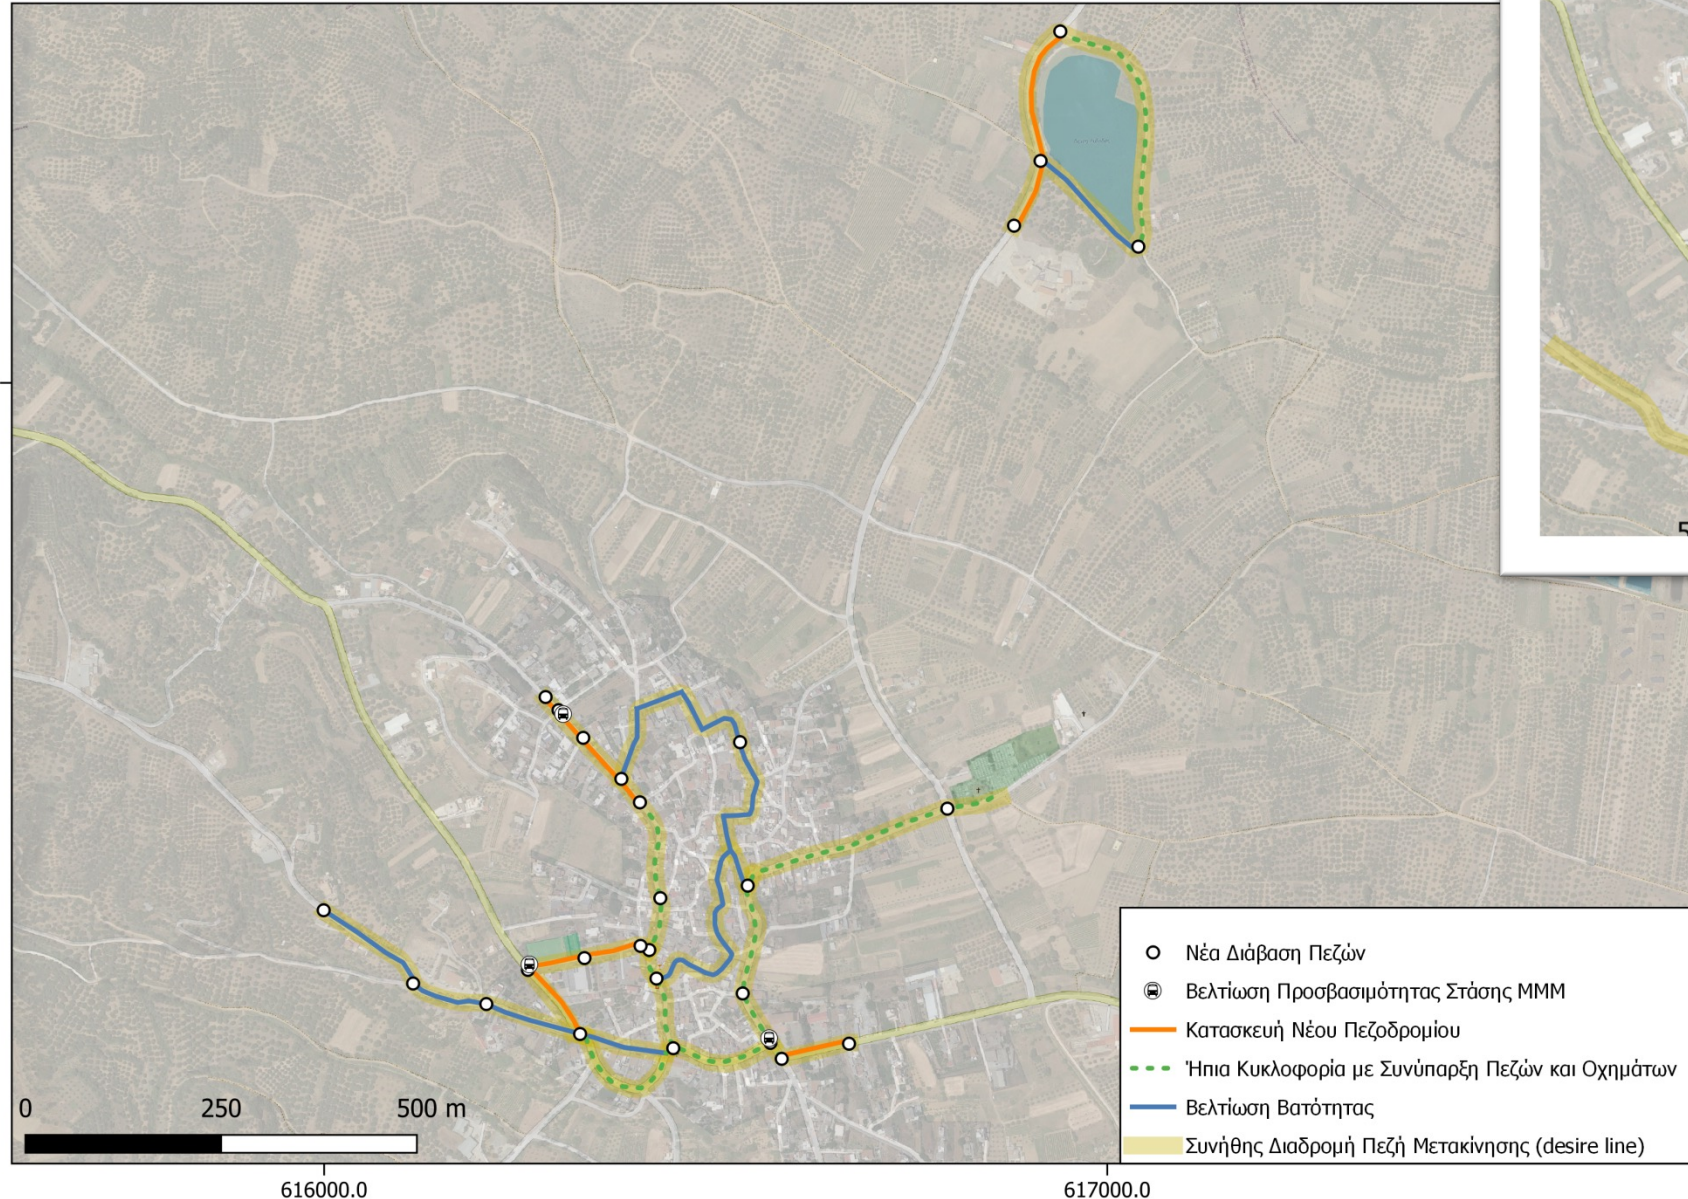 5
Νέα Διάβαση Πεζών
Βελτίωση Προσβασιμότητας Στάσης ΜΜΜ
Κατασκευή Νέου Πεζοδρομίου
Ήπια Κυκλοφορία με Συνύπαρξη Πεζών και Οχημάτων
Βελτίωση Βατότητας
Συνήθης Διαδρομή Πεζή Μετακίνησης (desire line)
0 250 500 m
616000.0 617000.0